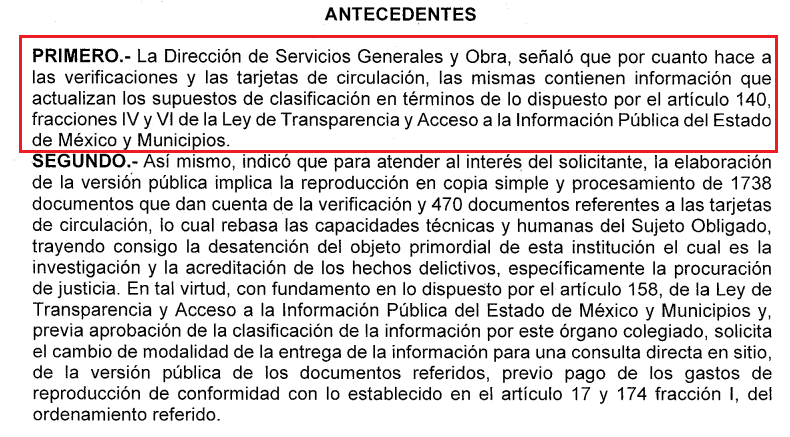 ANTECEDENTES
PRIMERO.- La Dirección de Servicios Generales y Obra, señaló que por cuanto hace a
las verificaciones y las tarjetas de circulación, las mismas contienen información que
actualizan los supuestos de clasificación en términos de lo dispuesto por el artículo 140,
fracciones IV y VI de la Ley de Transparencia y Acceso a la Información Pública del Estado
de México y Municipios.
SEGUNDO.- Así mismo, indicó que para atender al interés del solicitante, la elaboración
de la versión pública implica la reproducción en copia simple y procesamiento de 1738
documentos que dan cuenta de la verificación y 470 documentos referentes a las tarjetas
de circulación, lo cual rebasa las capacidades técnicas y humanas del Sujeto Obligado,
trayendo consigo la desatención del objeto primordial de esta institución el cual es la
investigación y la acreditación de los hechos delictivos, específicamente la procuración
de justicia. En tal virtud, con fundamento en lo dispuesto por el artículo 158, de la Ley de
Transparencia y Acceso a la Información Pública del Estado de México y Municipios y,
previa aprobación de la clasificación de la información por este órgano colegiado, solicita
el cambio de modalidad de la entrega de la información para una consulta directa en sitio,
de la versión pública de los documentos referidos, previo pago de los gastos de
reproducción de conformidad con lo establecido en el artículo 17 y 174 fracción I, del
ordenamiento referido.